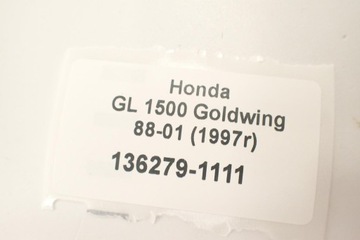 Honda
GL 1500 Goldwing
88-01 (1997r)
136279-1111